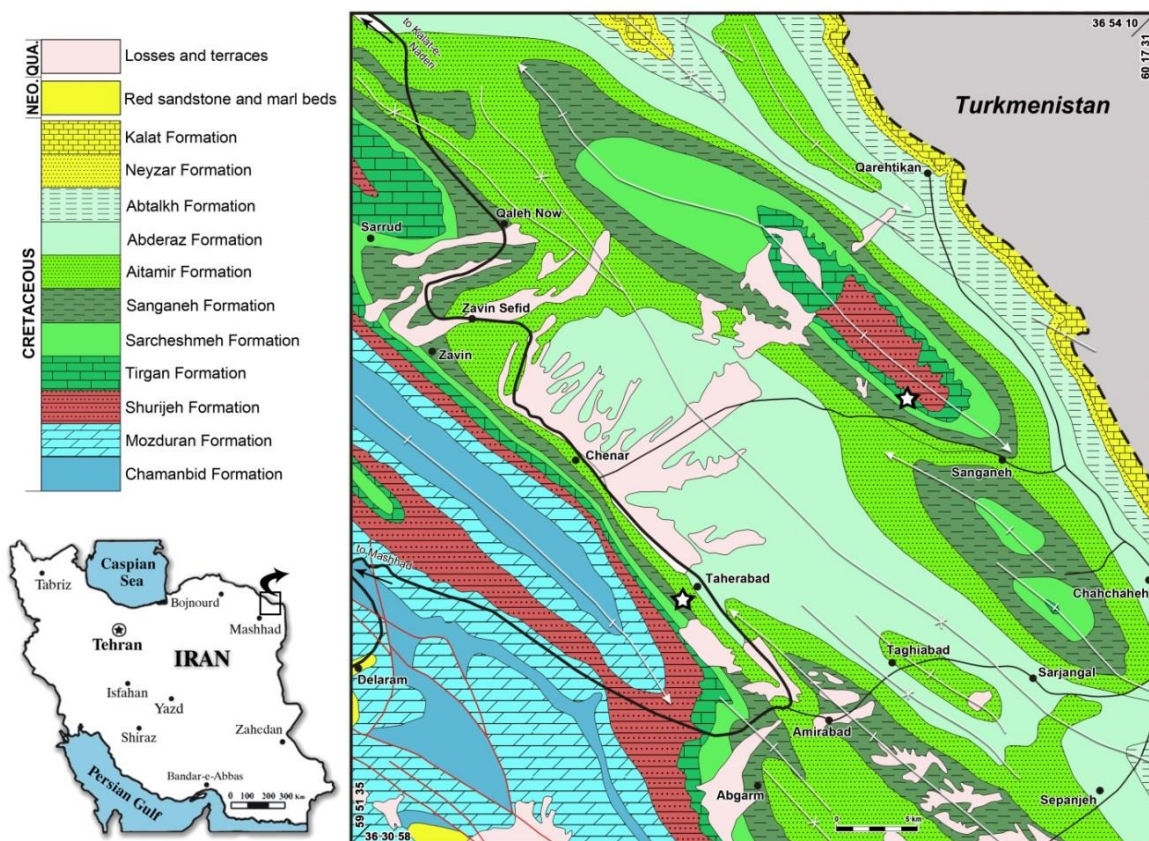 QUA.
NEO.
CRETACEOUS
Losses and terraces
Red sandstone and marl beds
Kalat Formation
Neyzar Formation
Abtalkh Formation
Abderaz Formation
Aitamir Formation
Sanganeh Formation
Sarcheshmeh Formation
Tirgan Formation
Shurijeh Formation
Mozduran Formation
Chamanbid Formation
Caspian
Sea
Tabriz
Bojnourd
Mashhad
Tehran
IRAN
Isfahan
Yazd
Shiraz
Zahedan
Bandar-e-Abbas
Persian Gulf
0 100 200 300 Km
to Kalat-e-
Naderi
36 54 10
60 17 31
Turkmenistan
Qarehtikan
Qaleh Now
Sarrud
Zavin Sefid
Zavin
Chenar
Sanganeh
to Mashhad
Taherabad
Chahchaheh
Delaram
Taghiabad
Sarjangal
Amirabad
Abgarm
Sepanjeh
59 51 35
36 30 58
0 5 km